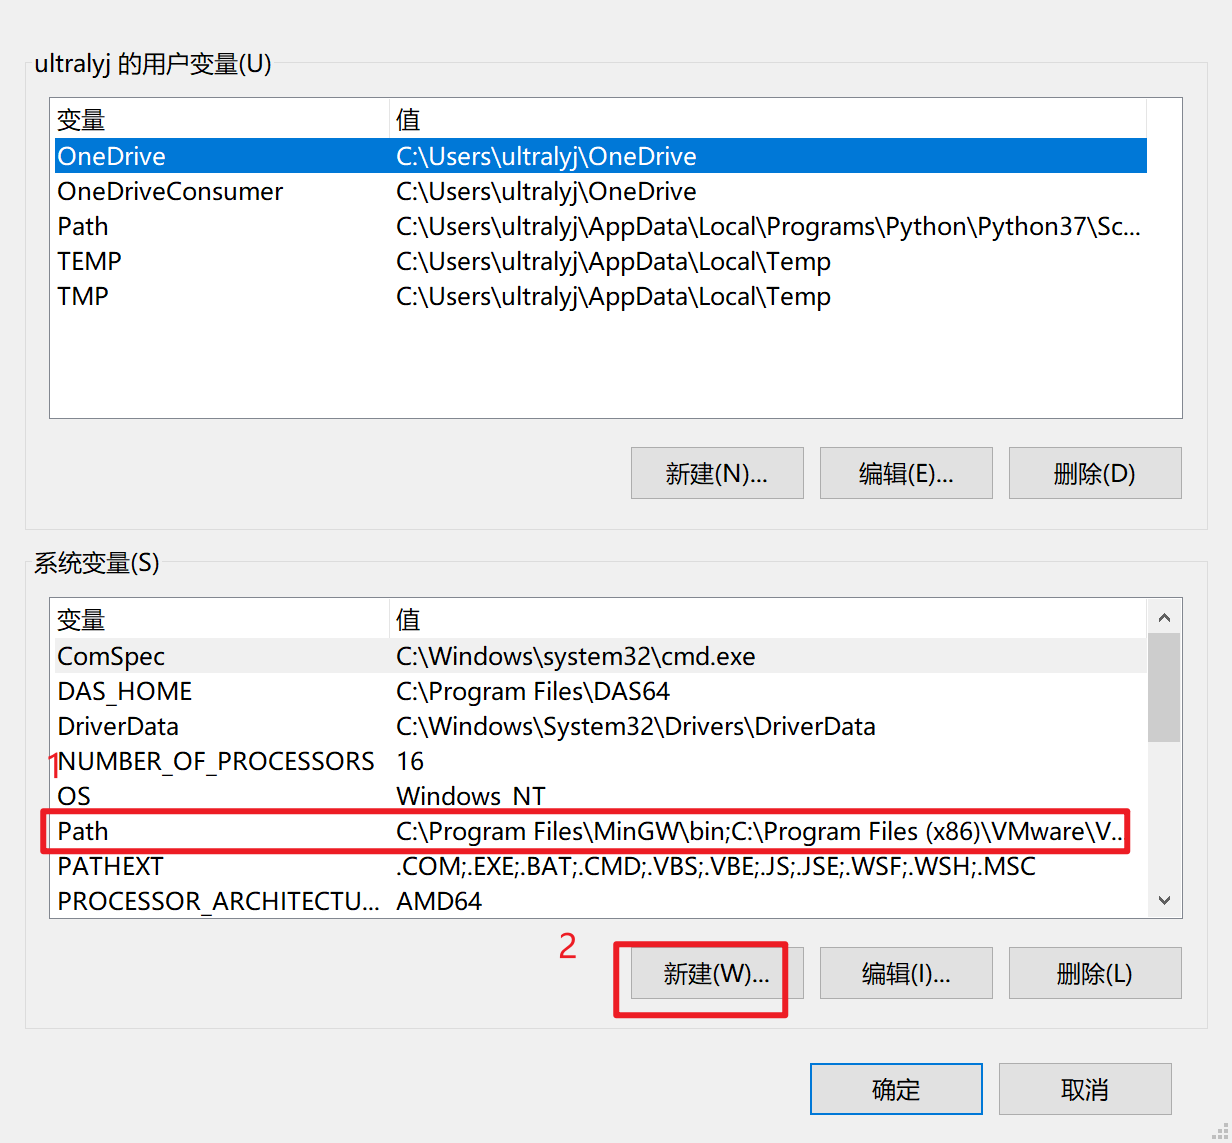 ultralyj 的用户变量(U)
变量 值
OneDrive C:\Users\ultralyj\OneDrive
OneDriveConsumer C:\Users\ultralyj\OneDrive
Path C:\Users\ultralyj\AppData\Local\Programs\Python\Python37\Sc...
TEMP C:\Users\ultralyj\AppData\Local\Temp
TMP C:\Users\ultralyj\AppData\Local\Temp
新建(N)... 编辑(E)... 删除(D)
系统变量(S)
变量 值
ComSpec C:\Windows\system32\cmd.exe
DAS_HOME C:\Program Files\DAS64
DriverData C:\Windows\System32\Drivers\DriverData
1 NUMBER_OF_PROCESSORS 16
OS Windows_NT
Path C:\Program Files\MinGW\bin;C:\Program Files (x86)\VMware\V...
PATHEXT .COM;.EXE;.BAT;.CMD;.VBS;.VBE;.JS;.JSE;.WSF;.WSH;.MSC
PROCESSOR_ARCHITECTU... AMD64
2
新建(W)... 编辑(I)... 删除(L)
确定 取消